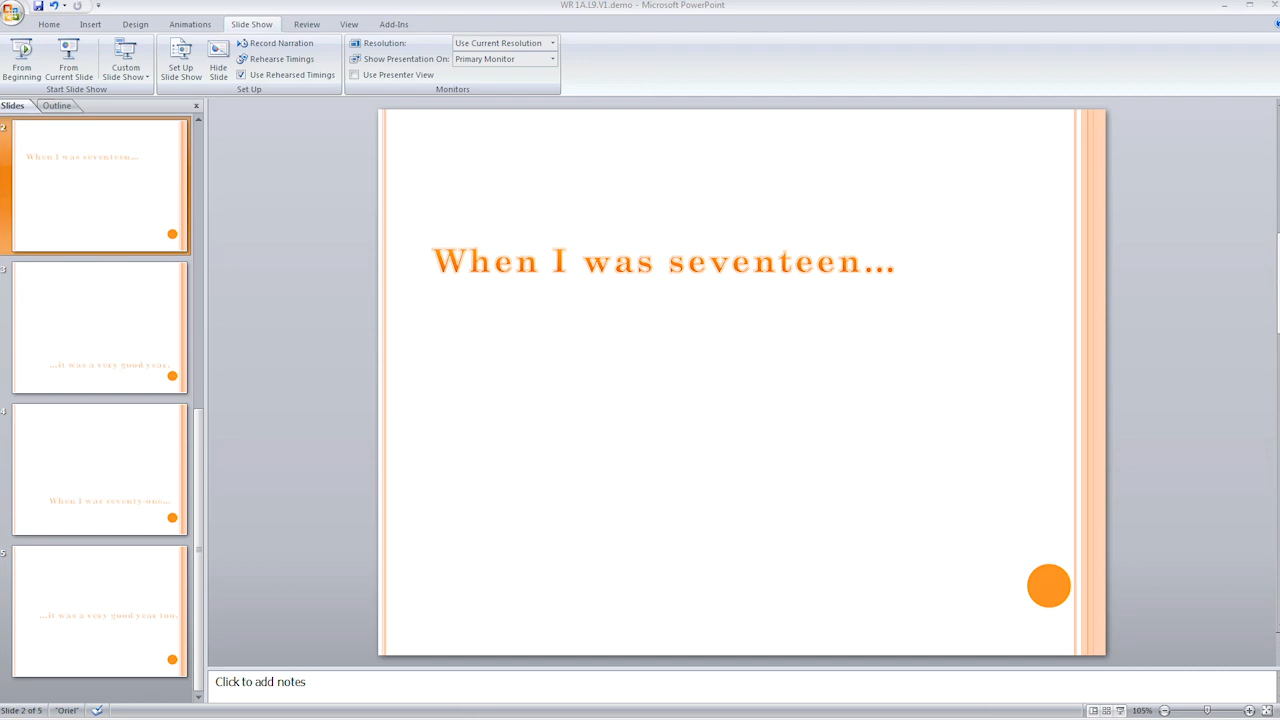 WR 1A.L9.V1.demo - Microsoft PowerPoint
Home Insert Design Animations Slide Show Review View Add-Ins
From Beginning
From Current Slide
Custom Slide Show
Start Slide Show
Set Up Slide Show
Hide Slide
Record Narration
Rehearse Timings
Use Rehearsed Timings
Set Up
Resolution: Use Current Resolution
Show Presentation On: Primary Monitor
Use Presenter View
Monitors
Slides Outline
2
When I was seventeen...
3
...it was a very good year.
4
When I was seventy-one...
5
...it was a very good year too.
When I was seventeen...
Click to add notes
Slide 2 of 5 "Oriel" 105%